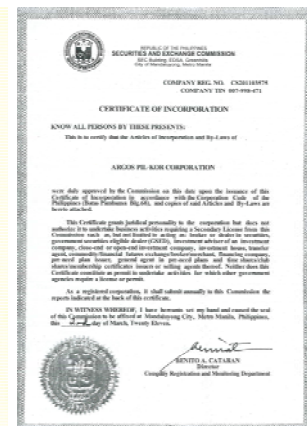 REPUBLIC OF THE PHILIPPINES
SECURITIES AND EXCHANGE COMMISSION
SEC Building, EDSA, Greenhills
City of Mandaluyong, Metro Manila
COMPANY REG. NO. CS201103975
COMPANY TIN 007-950-471
CERTIFICATE OF INCORPORATION
KNOW ALL PERSONS BY THESE PRESENTS:
This is to certify that the Articles of Incorporation and By-Laws of
ARGOS PIL-KOR CORPORATION
were duly approved by the Commission on this date upon the issuance of this
Certificate of Incorporation in accordance with the Corporation Code of the
Philippines (Batas Pambansa Blg.68), and copies of said Articles and By-Laws are
hereto attached.
This Certificate grants juridical personality to the corporation but does not
authorize it to undertake business activities requiring a Secondary License from this
Commission such as, but not limited to acting as: broker or dealer in securities,
government securities eligible dealer (GSED), investment adviser of an investment
company, close-end or open-end investment company, investment house, transfer
agent, commodity/financial futures exchange/broker/merchant, financing company,
pre-need plan issuer, general agent in pre-need plans and time shares/club
shares/membership certificates issuers or selling agents thereof. Neither does this
Certificate constitute as permit to undertake activities for which other government
agencies require a license or permit.
As a registered corporation, it shall submit annually to this Commission the
reports indicated at the back of this certificate.
IN WITNESS WHEREOF, I have hereunto set my hand and caused the seal
of this Commission to be affixed at Mandaluyong City, Metro Manila, Philippines,
this day of March, Twenty Eleven.
BENITO A. CATARAN
Director
Company Registration and Monitoring Department